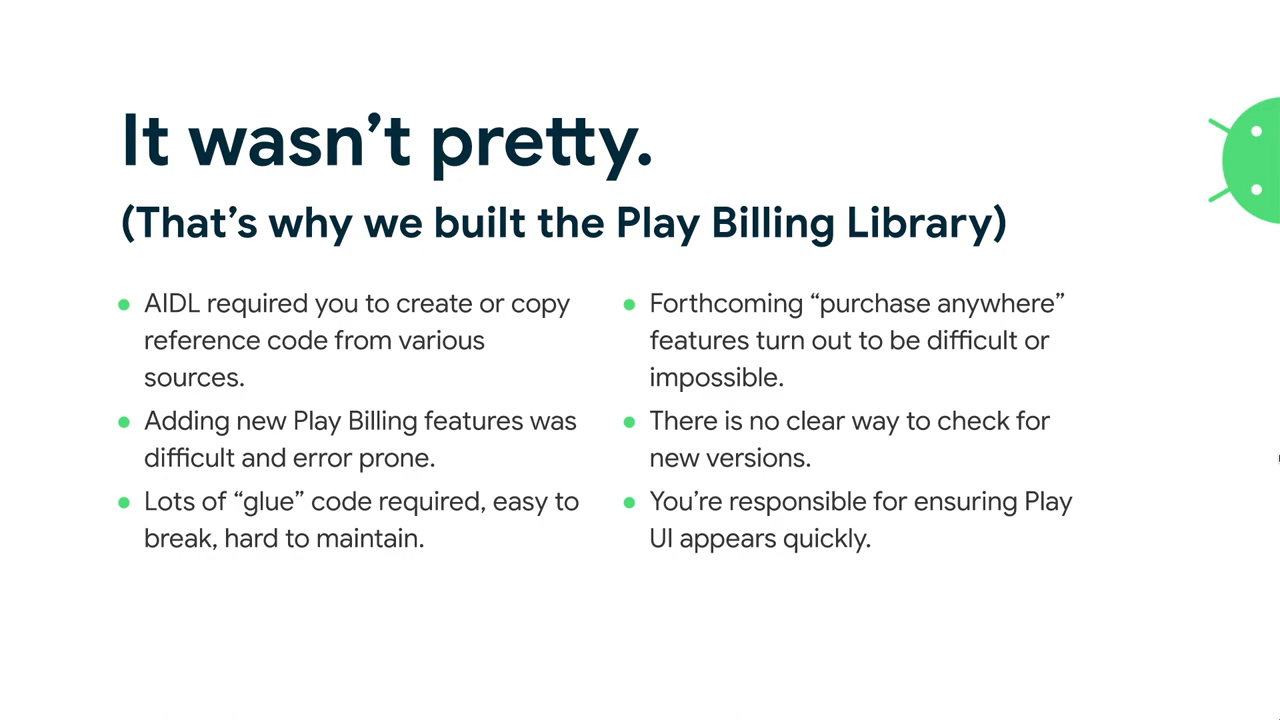 It wasn’t pretty.
(That’s why we built the Play Billing Library)
AIDL required you to create or copy
reference code from various
sources.
Adding new Play Billing features was
difficult and error prone.
Lots of “glue” code required, easy to
break, hard to maintain.
Forthcoming “purchase anywhere”
features turn out to be difficult or
impossible.
There is no clear way to check for
new versions.
You’re responsible for ensuring Play
UI appears quickly.